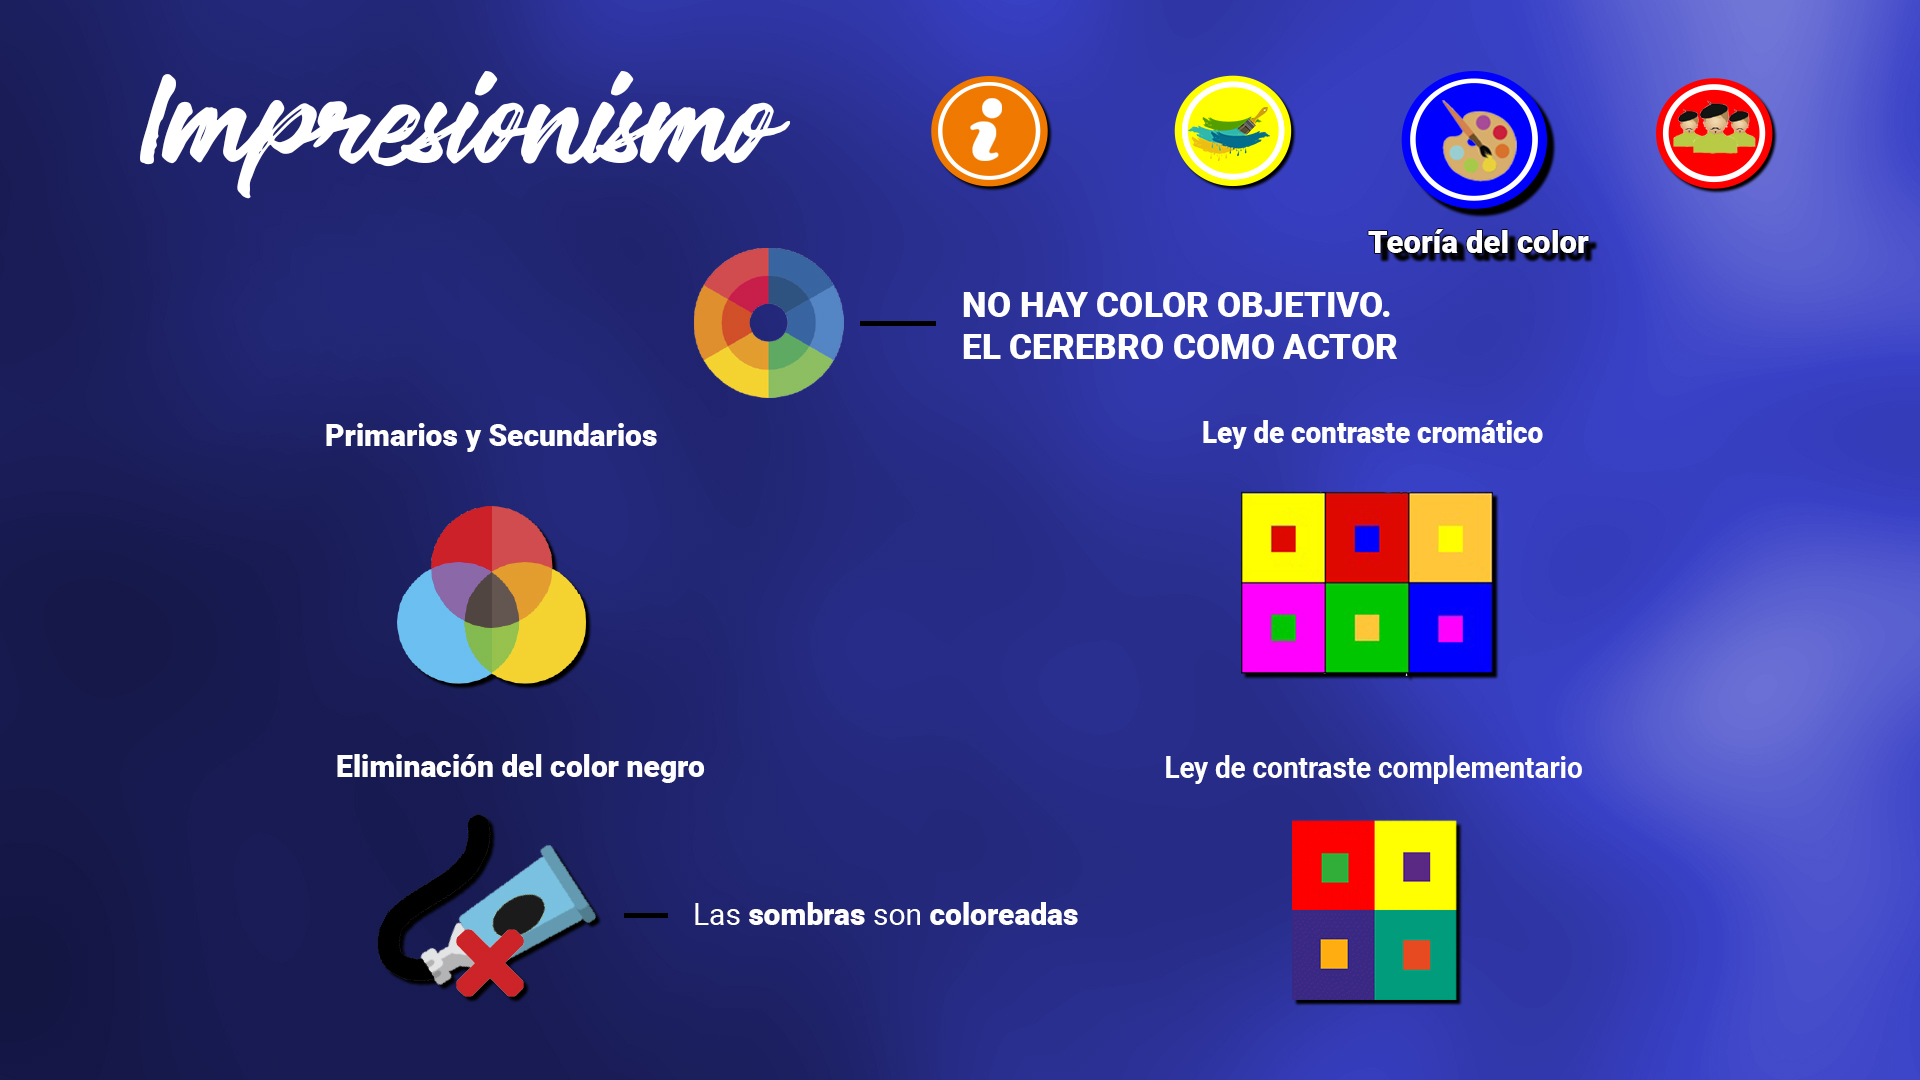 Impresionismo
Teoría del color
NO HAY COLOR OBJETIVO.
EL CEREBRO COMO ACTOR
Primarios y Secundarios
Ley de contraste cromático
Eliminación del color negro
Ley de contraste complementario
Las sombras son coloreadas